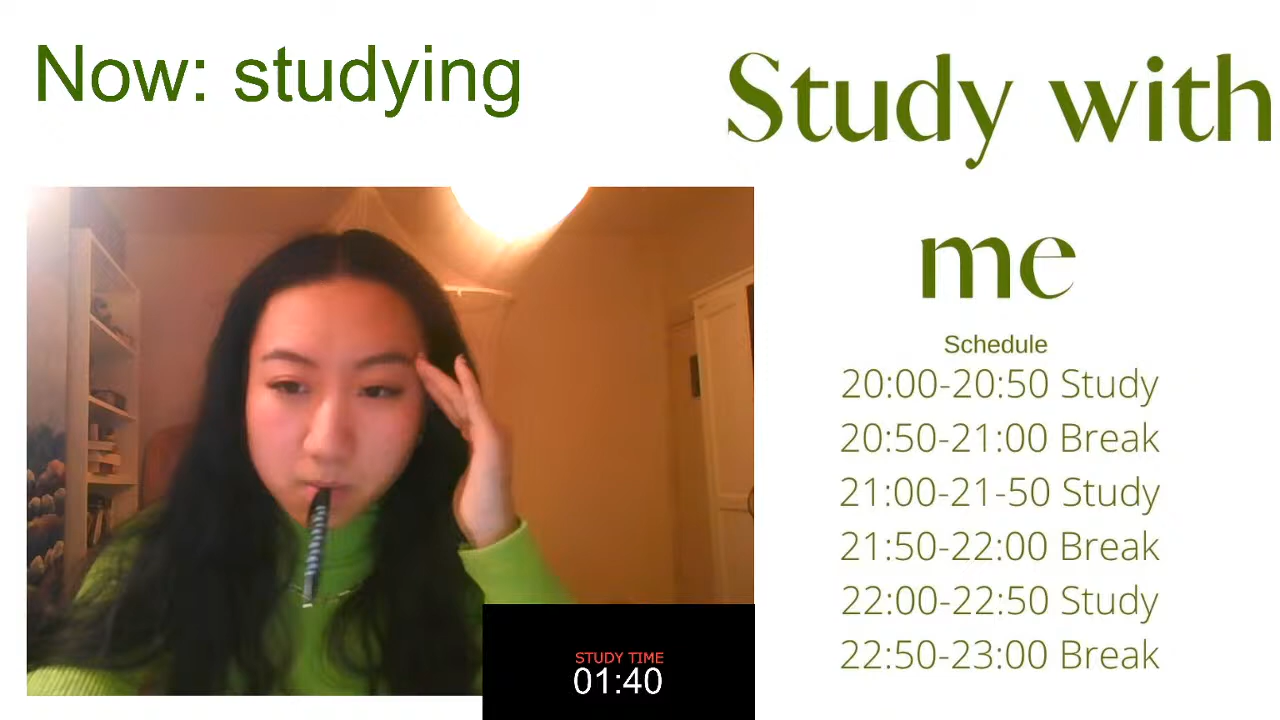 Now: studying
Study with
me
Schedule
20:00-20:50 Study
20:50-21:00 Break
21:00-21-50 Study
21:50-22:00 Break
22:00-22:50 Study
22:50-23:00 Break
STUDY TIME
01:40